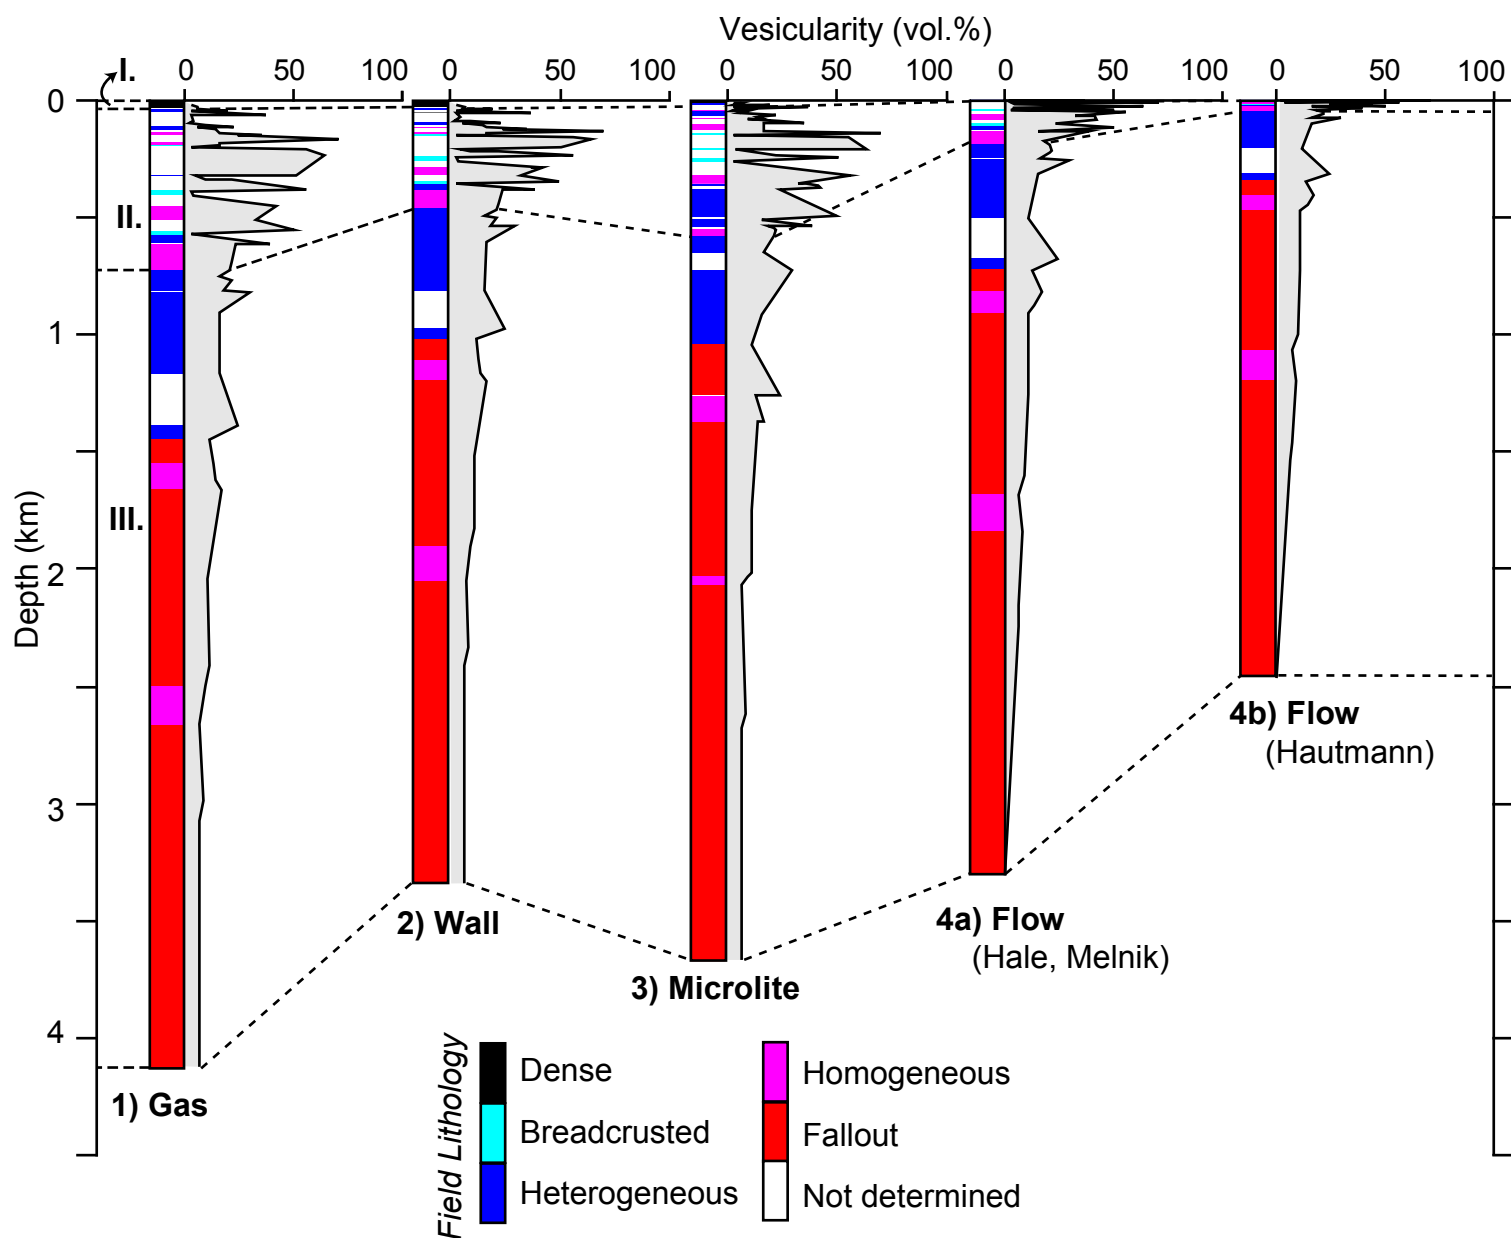 Vesicularity (vol.%)
I. 0 50 100 0 50 100 0 50 100 0 50 100 0 50 100
0
II.
1
III.
2
3
4
Depth (km)
4b) Flow
(Hautmann)
2) Wall
4a) Flow
(Hale, Melnik)
3) Microlite
1) Gas
Field Lithology
Dense
Breadcrusted
Heterogeneous
Homogeneous
Fallout
Not determined